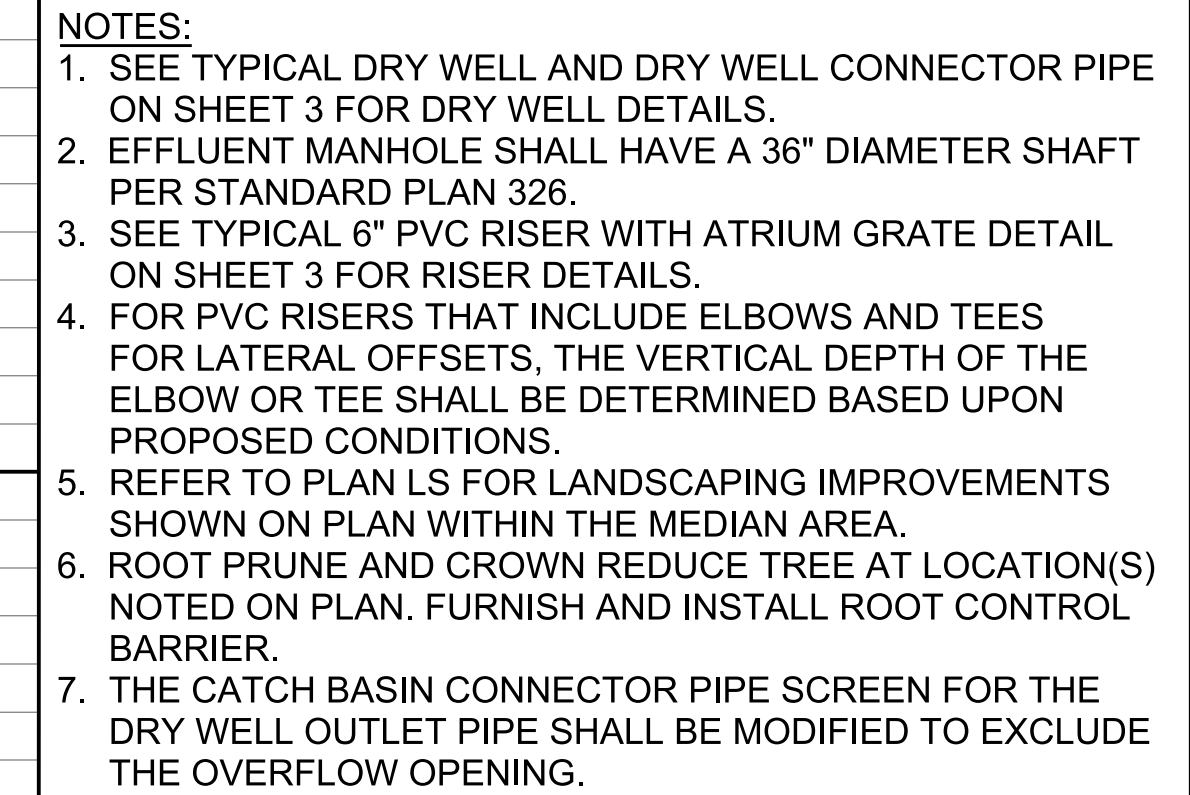 NOTES:
1. SEE TYPICAL DRY WELL AND DRY WELL CONNECTOR PIPE
ON SHEET 3 FOR DRY WELL DETAILS.
2. EFFLUENT MANHOLE SHALL HAVE A 36" DIAMETER SHAFT
PER STANDARD PLAN 326.
3. SEE TYPICAL 6" PVC RISER WITH ATRIUM GRATE DETAIL
ON SHEET 3 FOR RISER DETAILS.
4. FOR PVC RISERS THAT INCLUDE ELBOWS AND TEES
FOR LATERAL OFFSETS, THE VERTICAL DEPTH OF THE
ELBOW OR TEE SHALL BE DETERMINED BASED UPON
PROPOSED CONDITIONS.
5. REFER TO PLAN LS FOR LANDSCAPING IMPROVEMENTS
SHOWN ON PLAN WITHIN THE MEDIAN AREA.
6. ROOT PRUNE AND CROWN REDUCE TREE AT LOCATION(S)
NOTED ON PLAN. FURNISH AND INSTALL ROOT CONTROL
BARRIER.
7. THE CATCH BASIN CONNECTOR PIPE SCREEN FOR THE
DRY WELL OUTLET PIPE SHALL BE MODIFIED TO EXCLUDE
THE OVERFLOW OPENING.